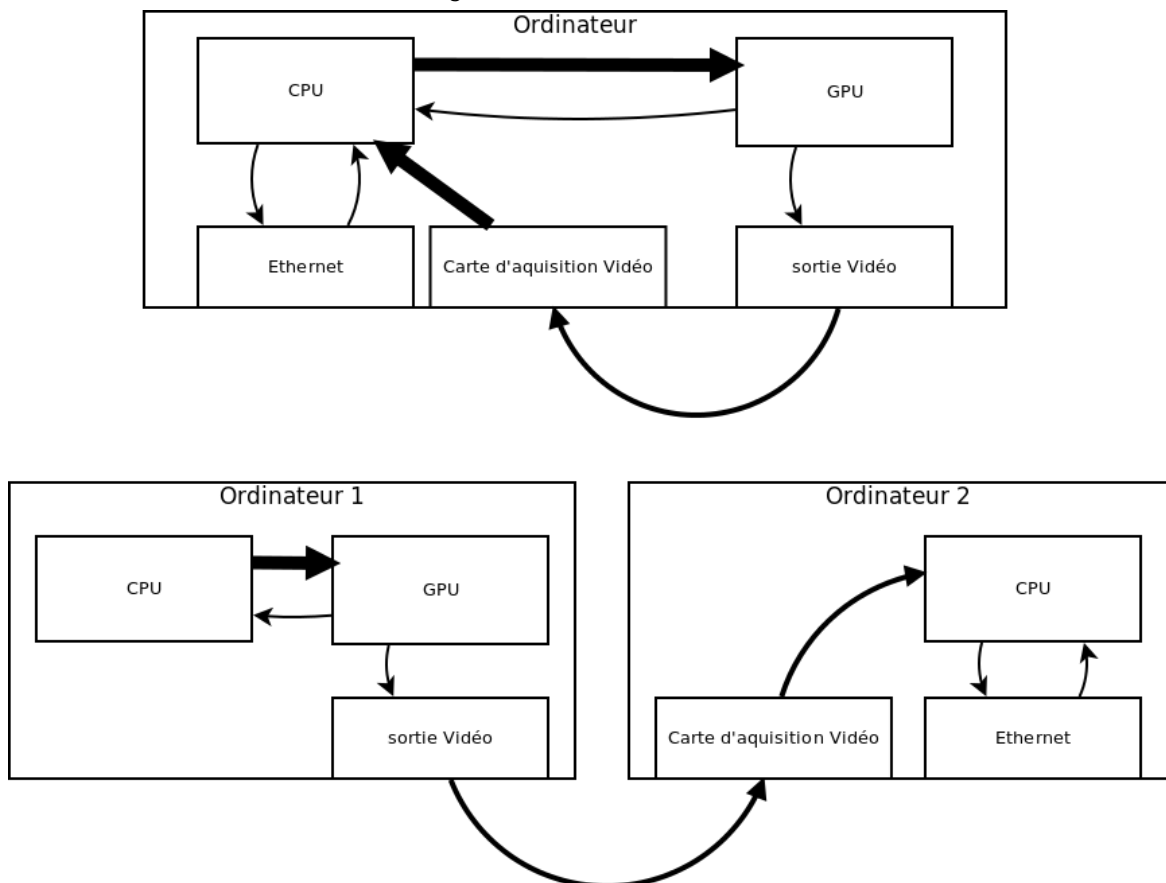 Ordinateur
CPU
GPU
Ethernet
Carte d'aquisition Vidéo
sortie Vidéo
Ordinateur 1
Ordinateur 2
CPU
GPU
CPU
sortie Vidéo
Carte d'aquisition Vidéo
Ethernet